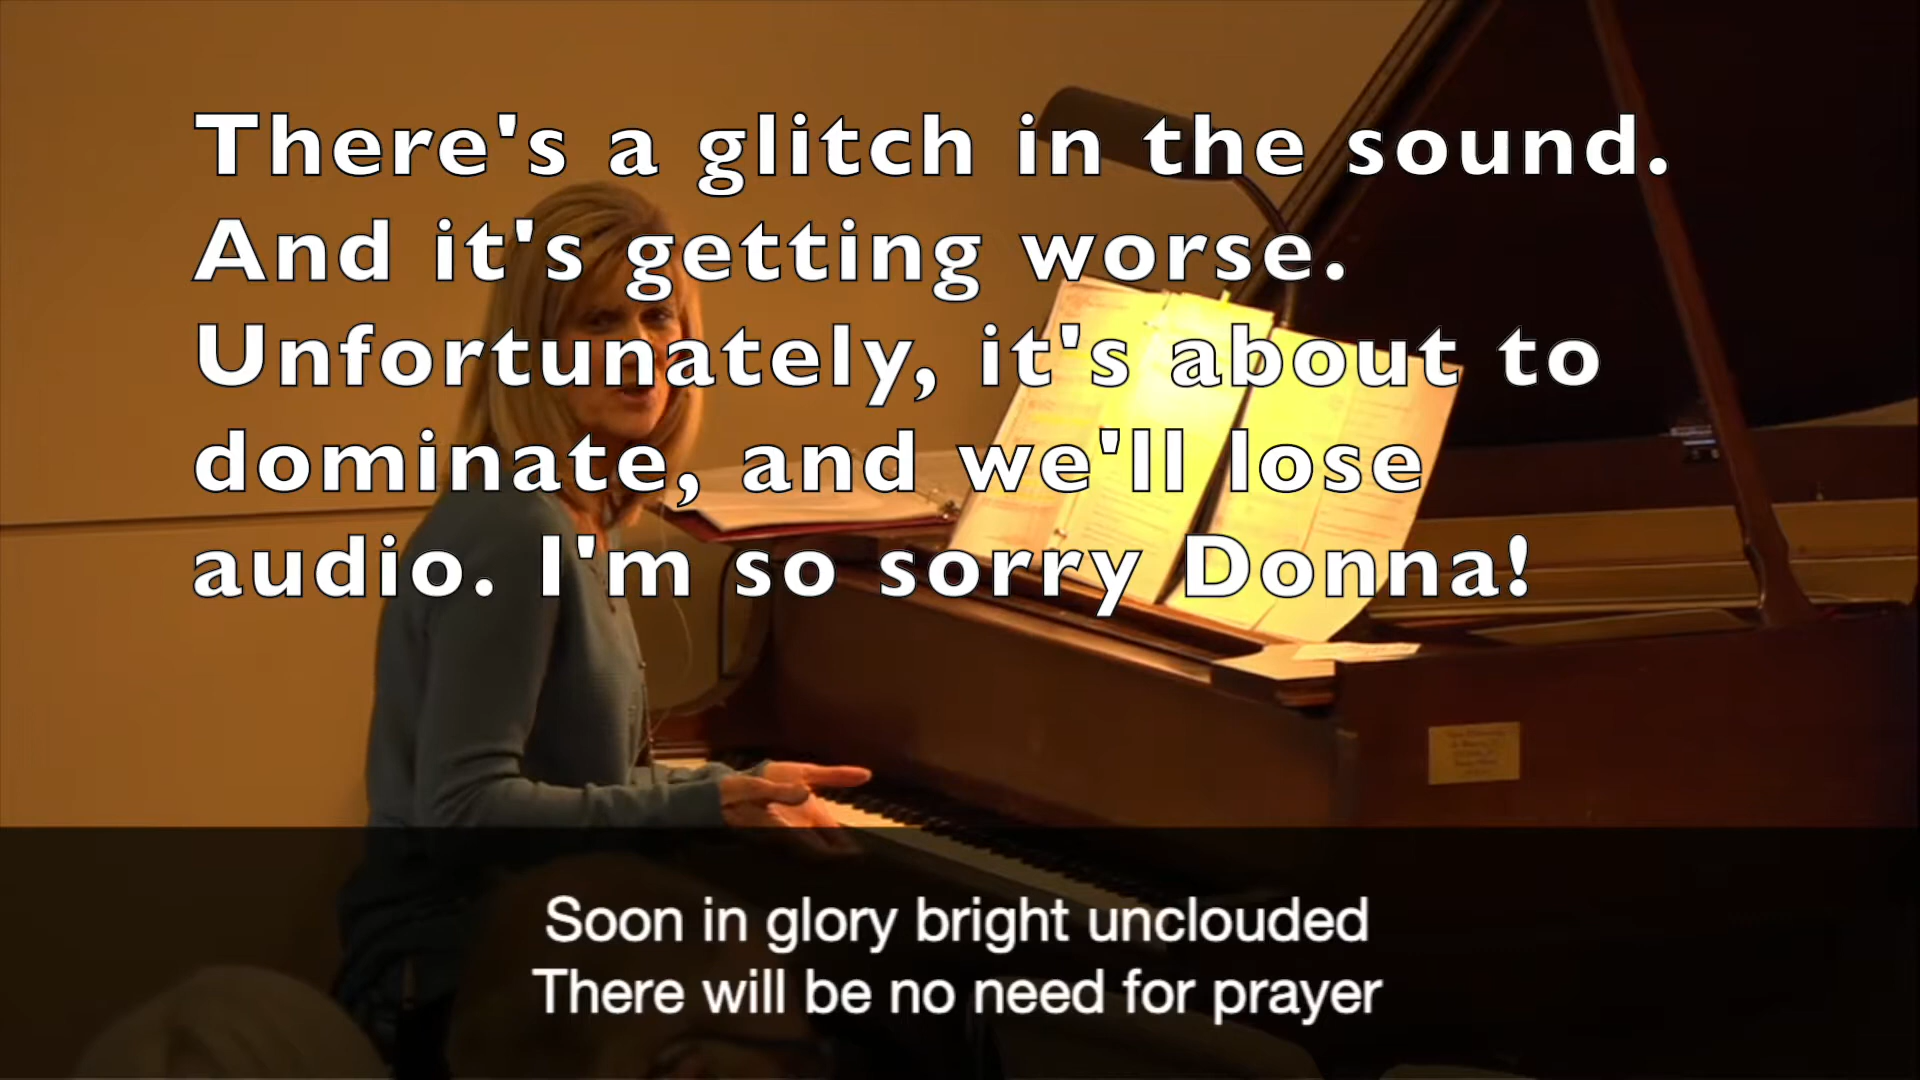 There's a glitch in the sound.
And it's getting worse.
Unfortunately, it's about to
dominate, and we'll lose
audio. I'm so sorry Donna!
Soon in glory bright unclouded
There will be no need for prayer